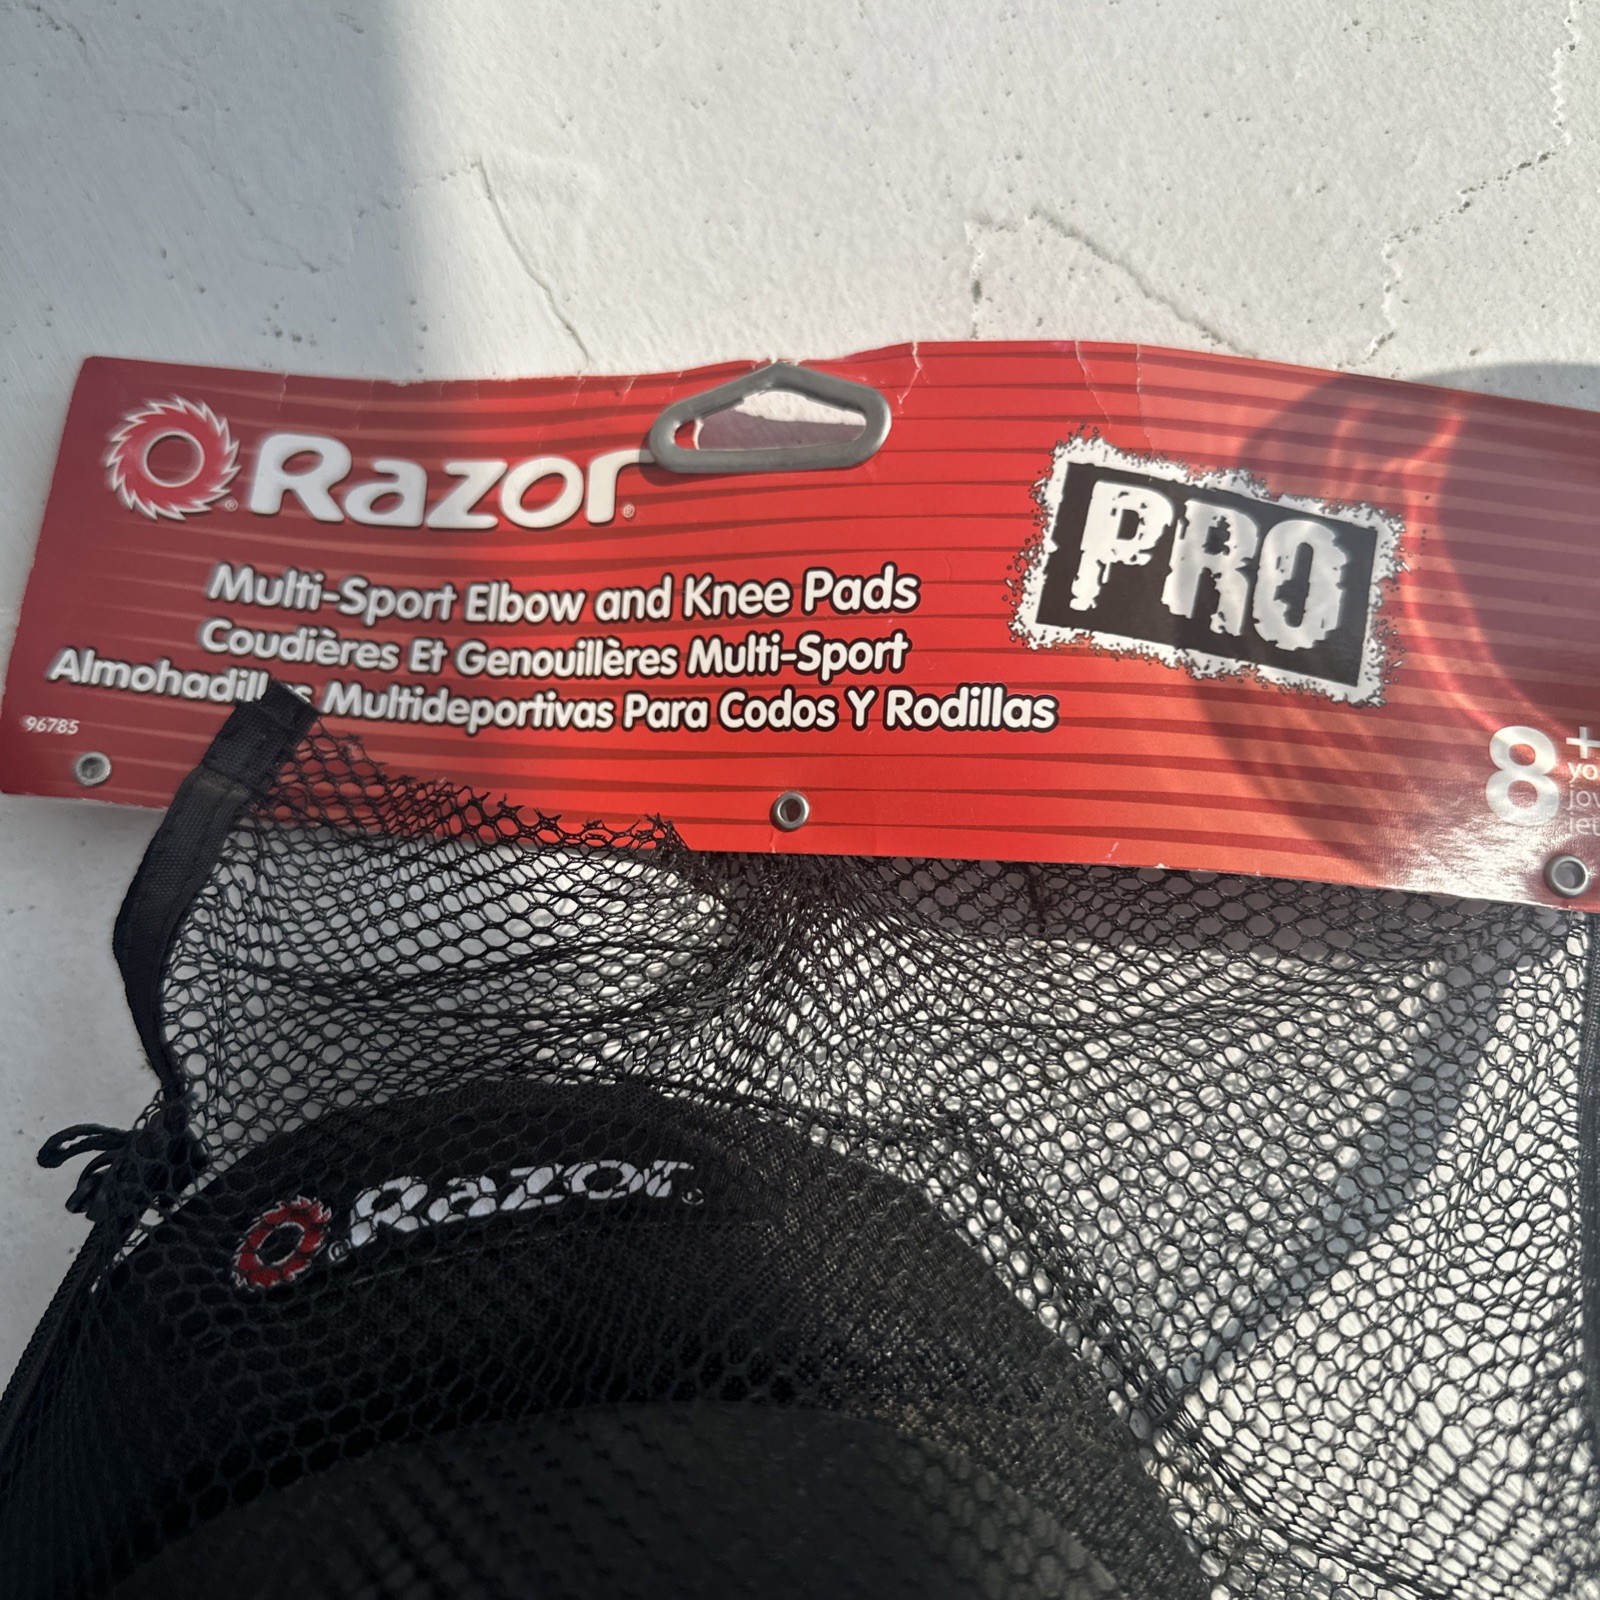 Razor®
PRO
Multi-Sport Elbow and Knee Pads
Coudières Et Genouillères Multi-Sport
Multideportivas Para Codos Y Rodillas
96785
8+
Razor